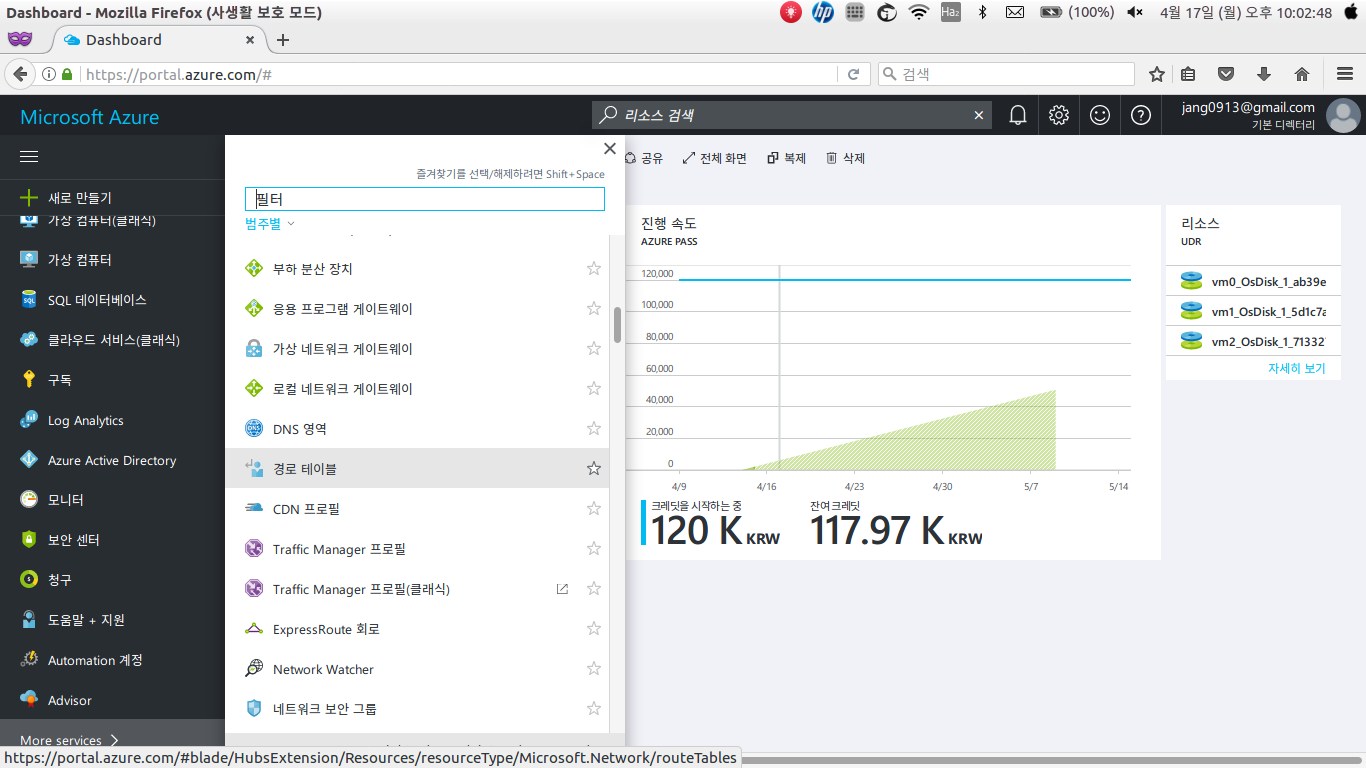 Dashboard - Mozilla Firefox (사생활 보호 모드)
(100%)
4월 17일 (월) 오후 10:02:48
Dashboard
https://portal.azure.com/#
검색
Microsoft Azure
리소스 검색
jang0913@gmail.com
기본 디렉터리
새로 만들기
가상 컴퓨터(클래식)
가상 컴퓨터
SQL 데이터베이스
클라우드 서비스(클래식)
구독
Log Analytics
Azure Active Directory
모니터
보안 센터
청구
도움말 + 지원
Automation 계정
Advisor
More services
즐겨찾기를 선택/해제하려면 Shift+Space
필터
범주별
부하 분산 장치
응용 프로그램 게이트웨이
가상 네트워크 게이트웨이
로컬 네트워크 게이트웨이
DNS 영역
경로 테이블
CDN 프로필
Traffic Manager 프로필
Traffic Manager 프로필(클래식)
ExpressRoute 회로
Network Watcher
네트워크 보안 그룹
공유
전체 화면
복제
삭제
진행 속도
AZURE PASS
120,000
100,000
80,000
60,000
40,000
20,000
0
4/9
4/16
4/23
4/30
5/7
5/14
크레딧을 시작하는 중
120 K KRW
잔여 크레딧
117.97 K KRW
리소스
UDR
vm0_OsDisk_1_ab39e
vm1_OsDisk_1_5d1c7a
vm2_OsDisk_1_71332
자세히 보기
https://portal.azure.com/#blade/HubsExtension/Resources/resourceType/Microsoft.Network/routeTables